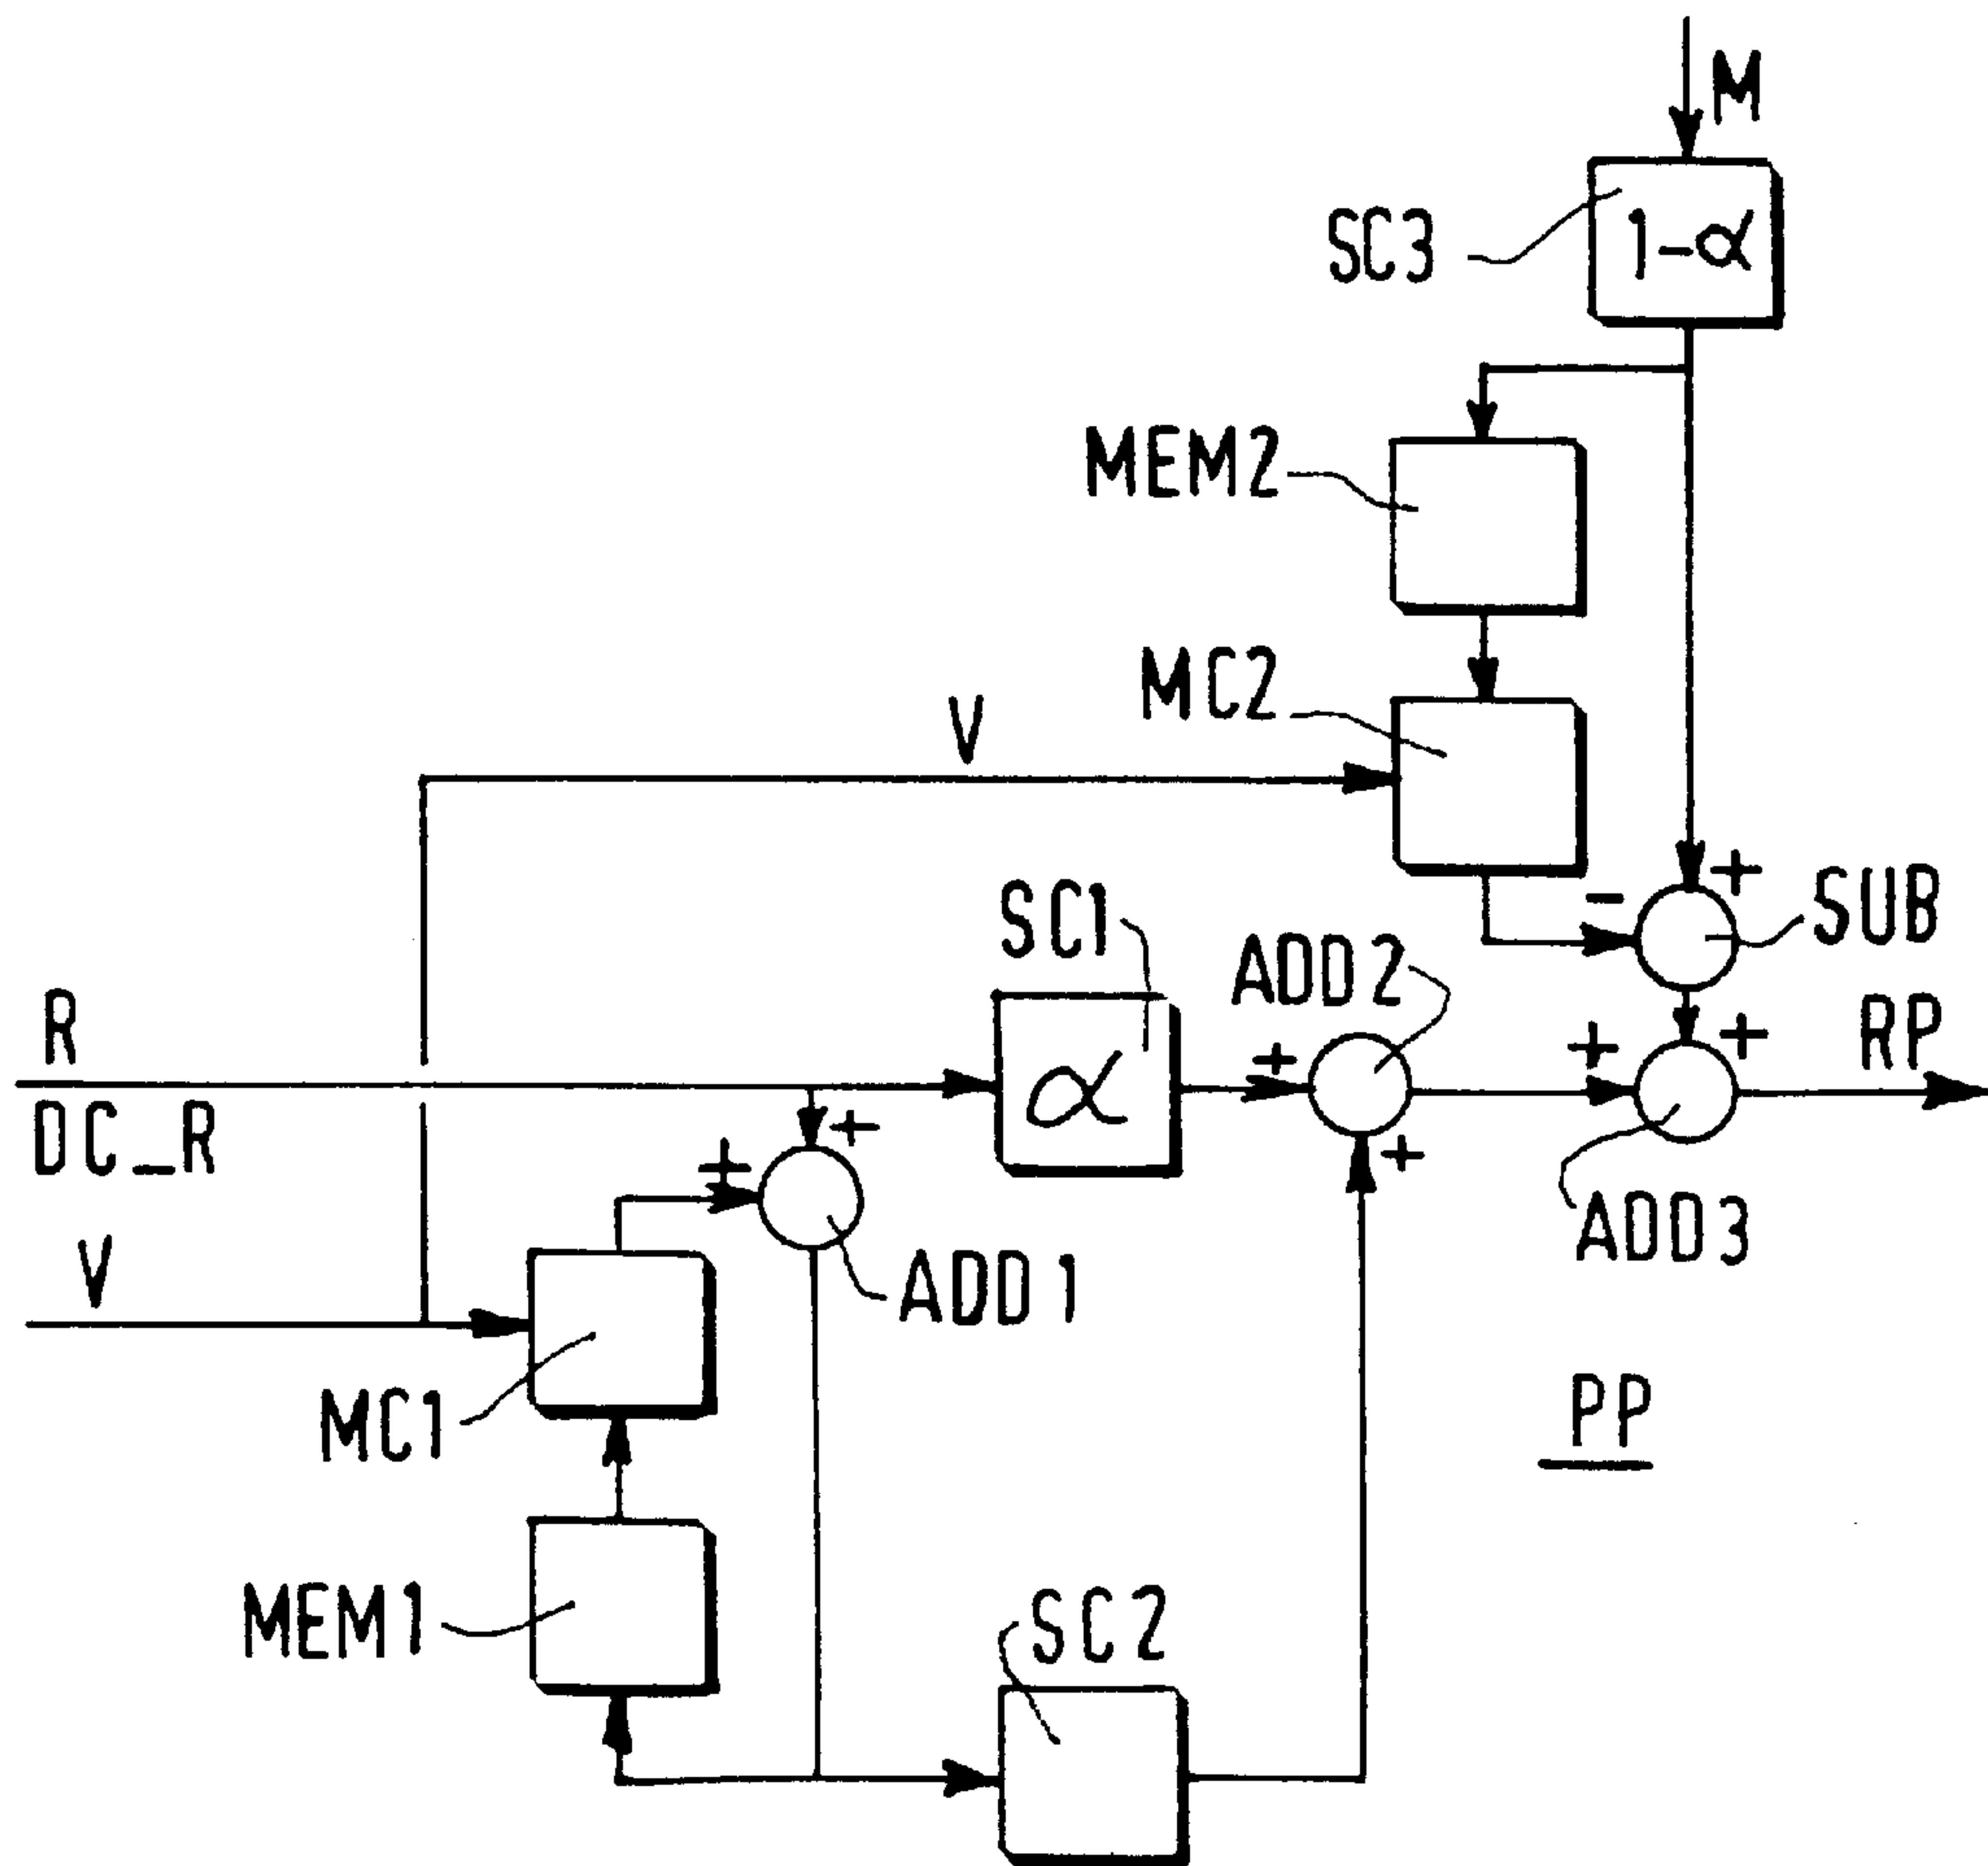 M
SC3
1-α
MEM2
MC2
V
+
-
SUB
SC1
ADD2
R
α
+
+
+
RP
DC_R
+
+
+
ADD3
V
ADD1
MC1
PP
MEM1
SC2